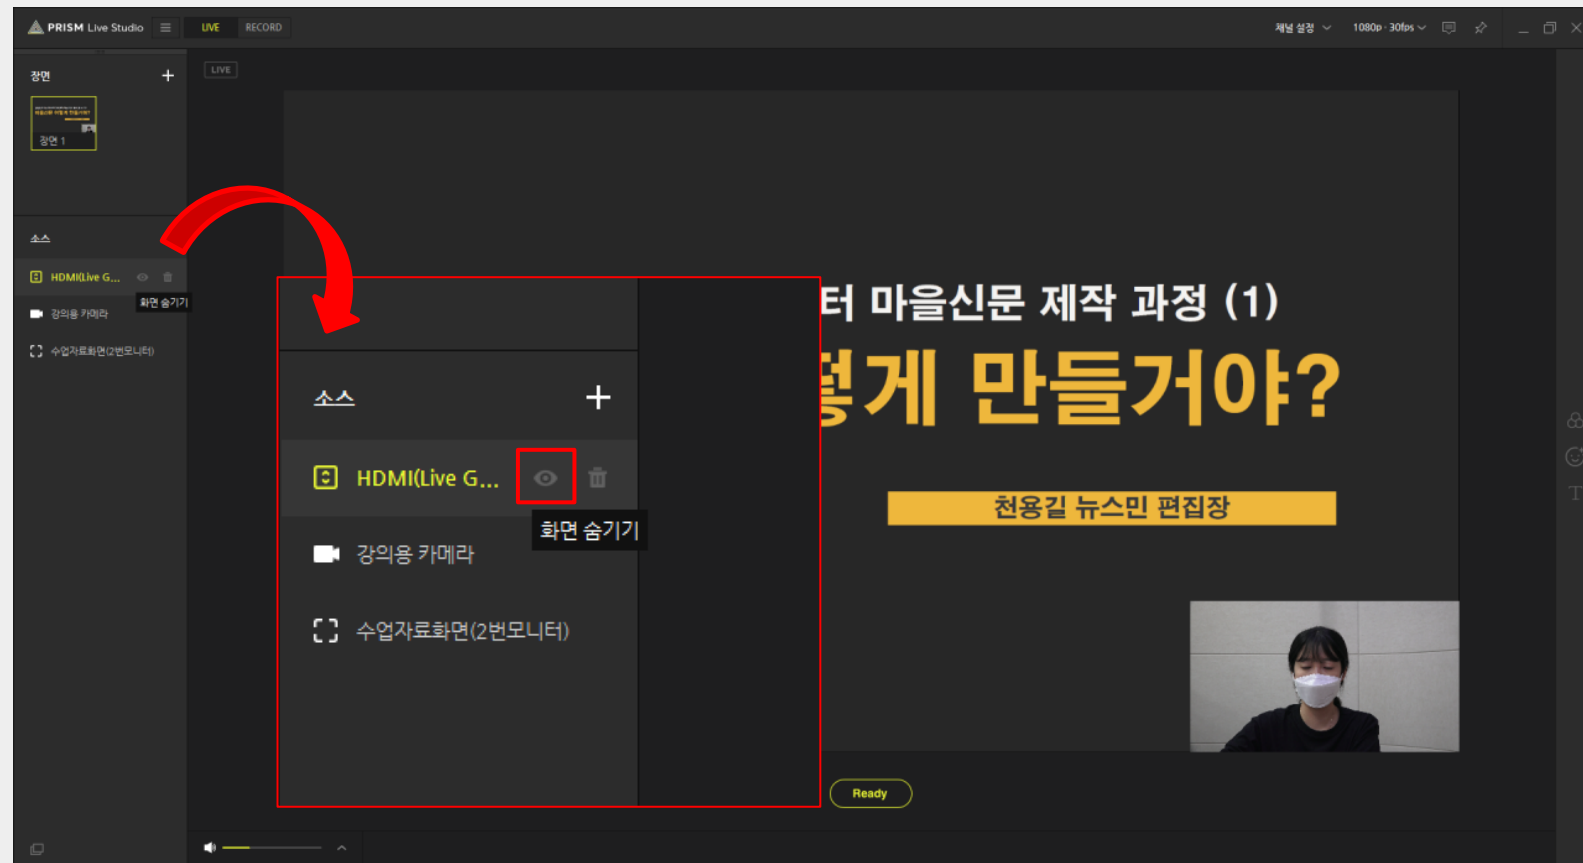 PRISM Live Studio
LIVE
RECORD
채널 설정
1080p · 30fps
장면
LIVE
장면 1
소스
HDMI(Live G...
화면 숨기기
강의용 카메라
수업자료화면(2번모니터)
소스
HDMI(Live G...
화면 숨기기
강의용 카메라
수업자료화면(2번모니터)
터 마을신문 제작 과정 (1)
떻게 만들거야?
천용길 뉴스민 편집장
Ready